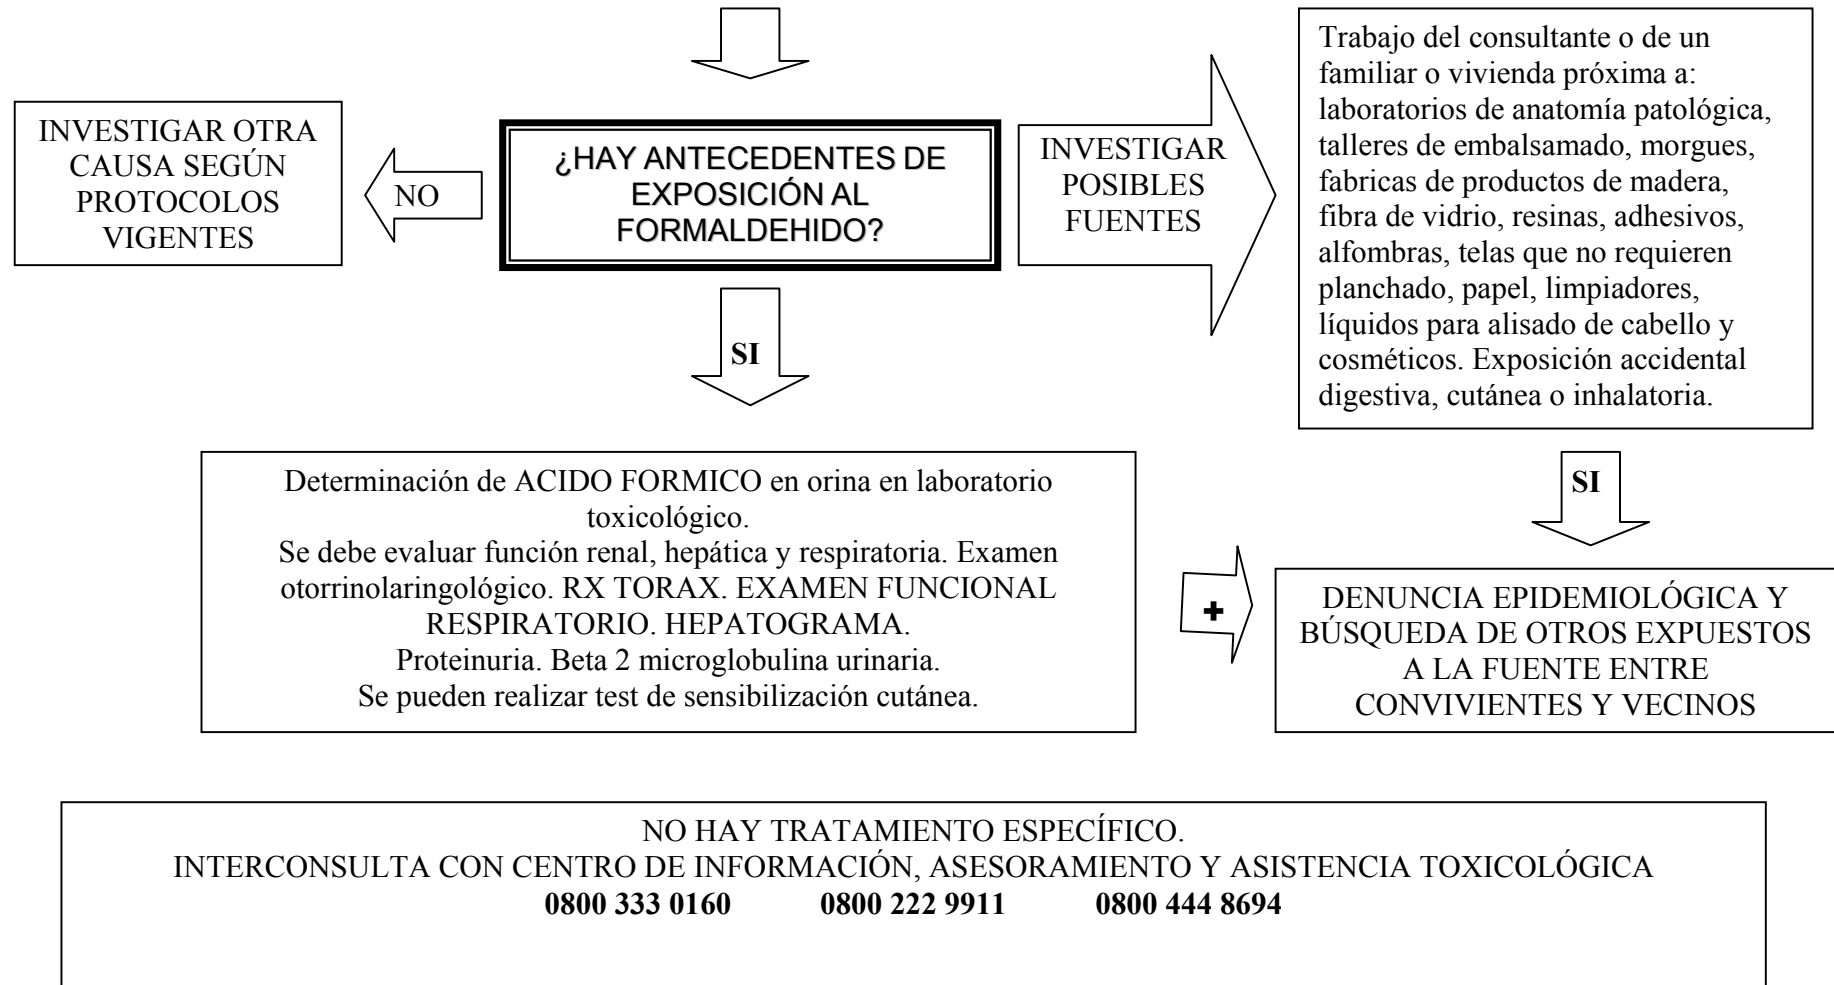 INVESTIGAR OTRA
CAUSA SEGÚN
PROTOCOLOS
VIGENTES
NO
¿HAY ANTECEDENTES DE
EXPOSICIÓN AL
FORMALDEHIDO?
INVESTIGAR
POSIBLES
FUENTES
Trabajo del consultante o de un
familiar o vivienda próxima a:
laboratorios de anatomía patológica,
talleres de embalsamado, morgues,
fabricas de productos de madera,
fibra de vidrio, resinas, adhesivos,
alfombras, telas que no requieren
planchado, papel, limpiadores,
líquidos para alisado de cabello y
cosméticos. Exposición accidental
digestiva, cutánea o inhalatoria.
SI
SI
Determinación de ACIDO FORMICO en orina en laboratorio
toxicológico.
Se debe evaluar función renal, hepática y respiratoria. Examen
otorrinolaringológico. RX TORAX. EXAMEN FUNCIONAL
RESPIRATORIO. HEPATOGRAMA.
Proteinuria. Beta 2 microglobulina urinaria.
Se pueden realizar test de sensibilización cutánea.
+
DENUNCIA EPIDEMIOLÓGICA Y
BÚSQUEDA DE OTROS EXPUESTOS
A LA FUENTE ENTRE
CONVIVIENTES Y VECINOS
NO HAY TRATAMIENTO ESPECÍFICO.
INTERCONSULTA CON CENTRO DE INFORMACIÓN, ASESORAMIENTO Y ASISTENCIA TOXICOLÓGICA
0800 333 0160 0800 222 9911 0800 444 8694